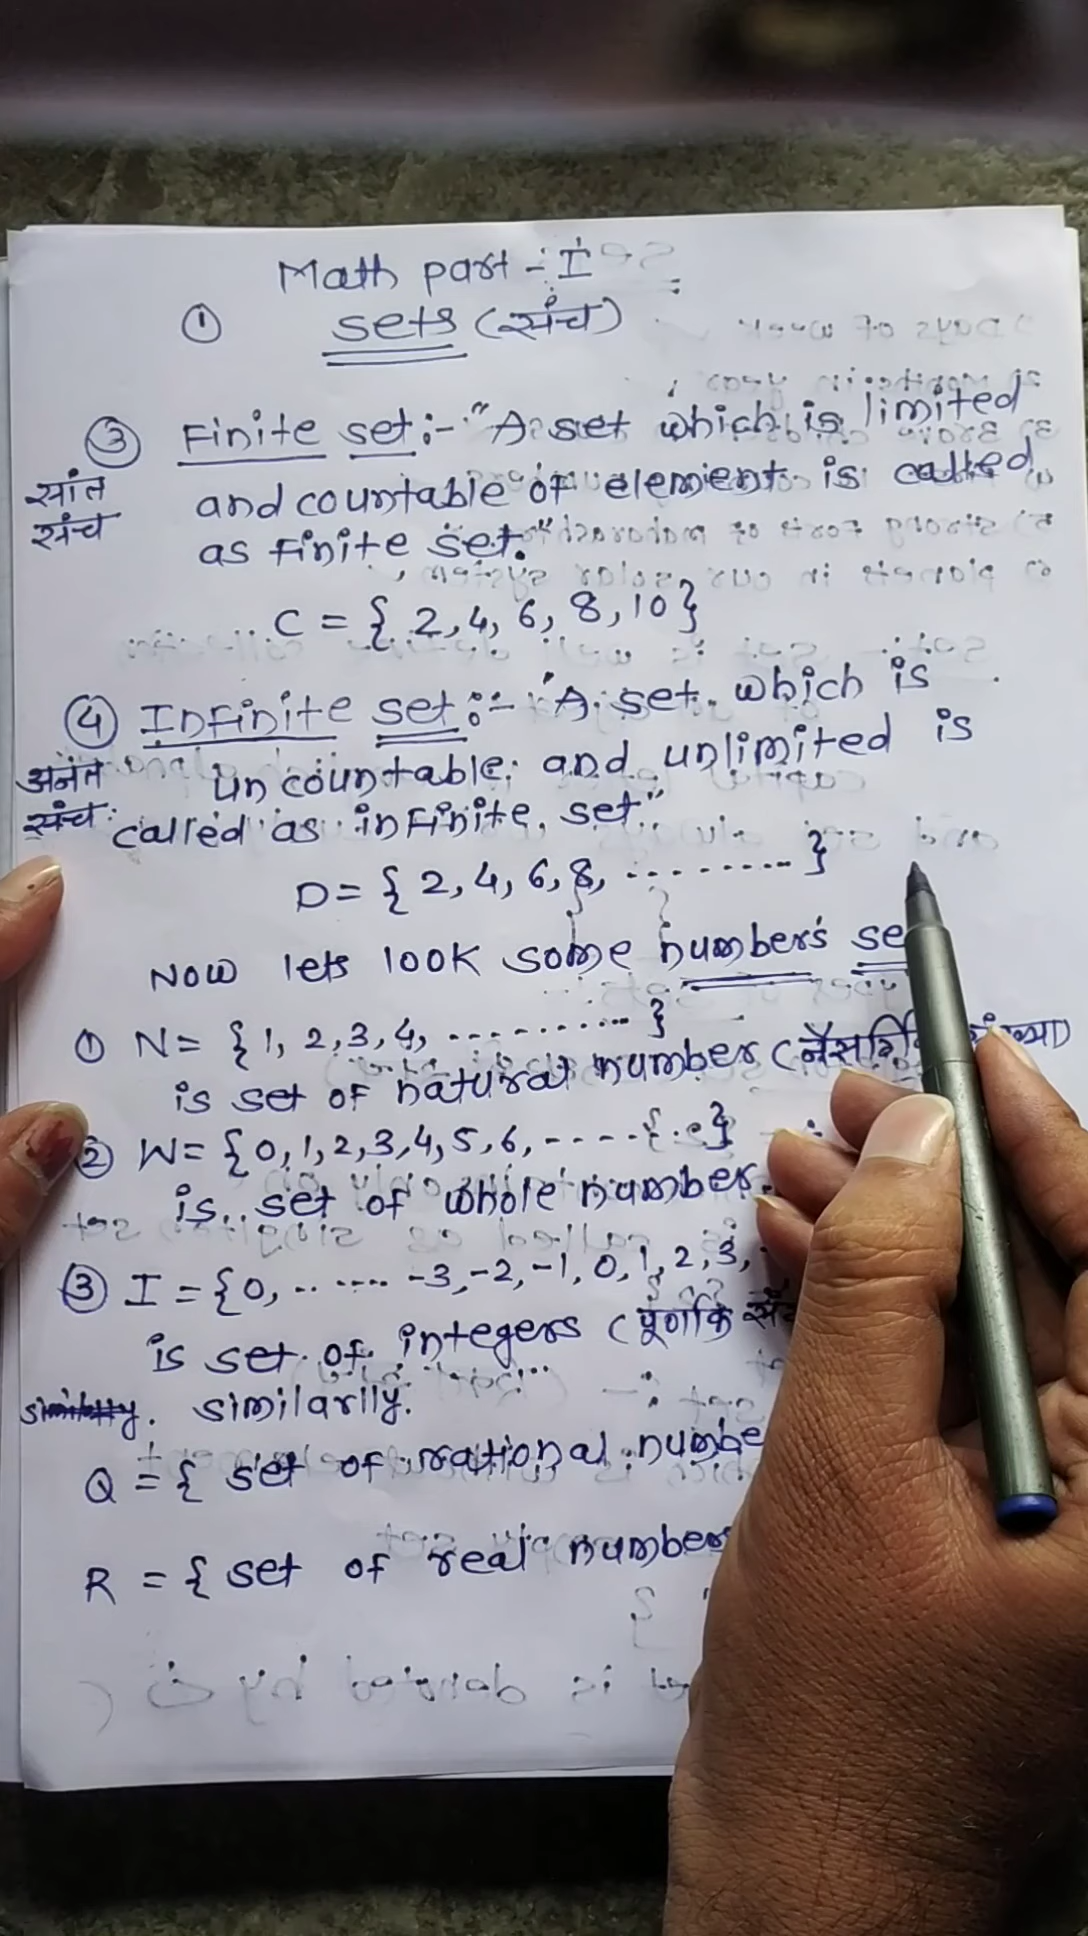 Math part - I
① sets (संच)
③ Finite set :- "A set which is limited
सांत and countable of element is called
संच as finite set."
C = { 2, 4, 6, 8, 10}
④ Infinite set :- "A set which is
अनंत uncountable and unlimited is
संच called as infinite set."
D = { 2, 4, 6, 8, ......... }
Now lets look some numbers se
① N = {1, 2, 3, 4, .......... }
is set of natural number (
② W = {0, 1, 2, 3, 4, 5, 6, ----- }
is set of whole number.
③ I = {0, ...... -3, -2, -1, 0, 1, 2, 3,
is set of integers (पूर्णांक सं
similarlly.
Q = { set of rational numbe
R = { set of real numbers